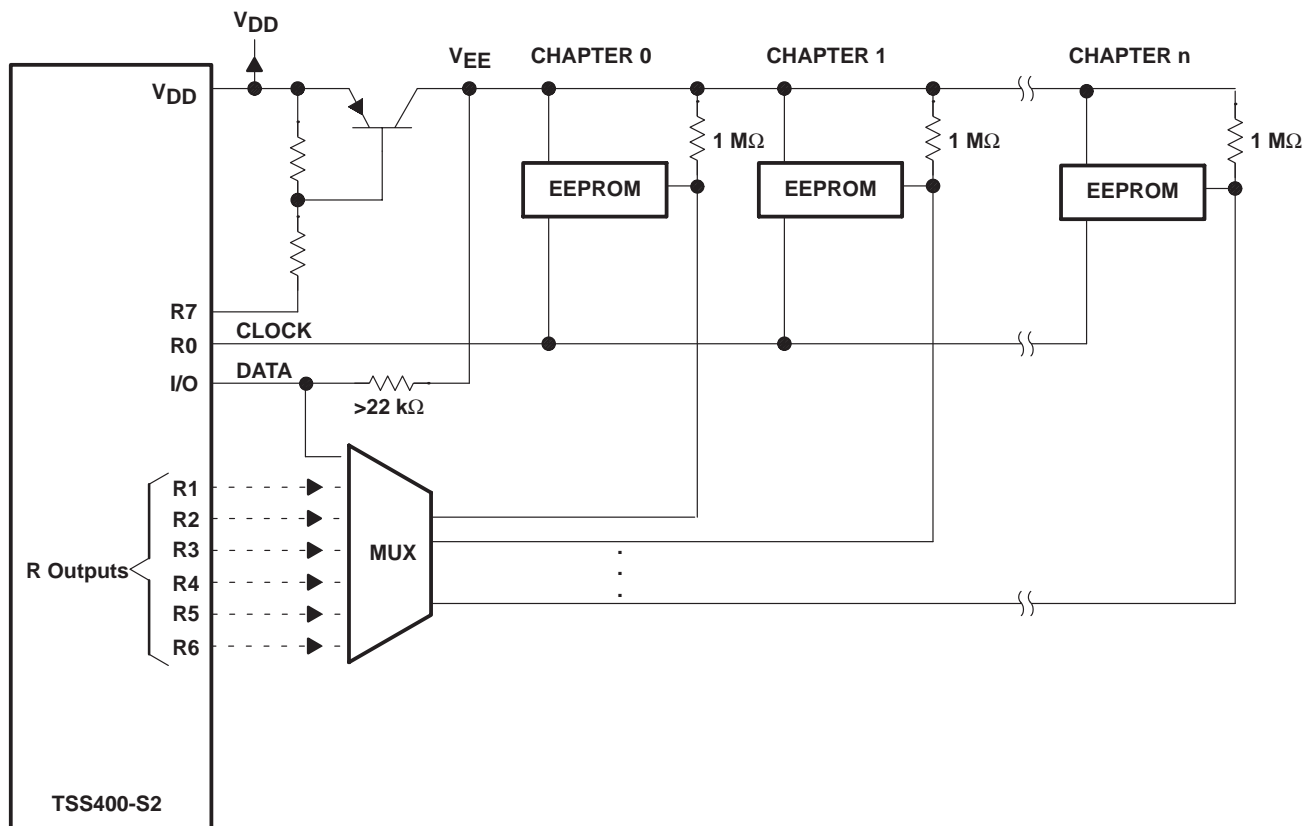 VDD
VEE
CHAPTER 0
CHAPTER 1
CHAPTER n
VDD
1 MΩ
1 MΩ
1 MΩ
EEPROM
EEPROM
EEPROM
R7
CLOCK
R0
DATA
I/O
>22 kΩ
R1
R2
R3
MUX
R Outputs
R4
R5
R6
TSS400-S2